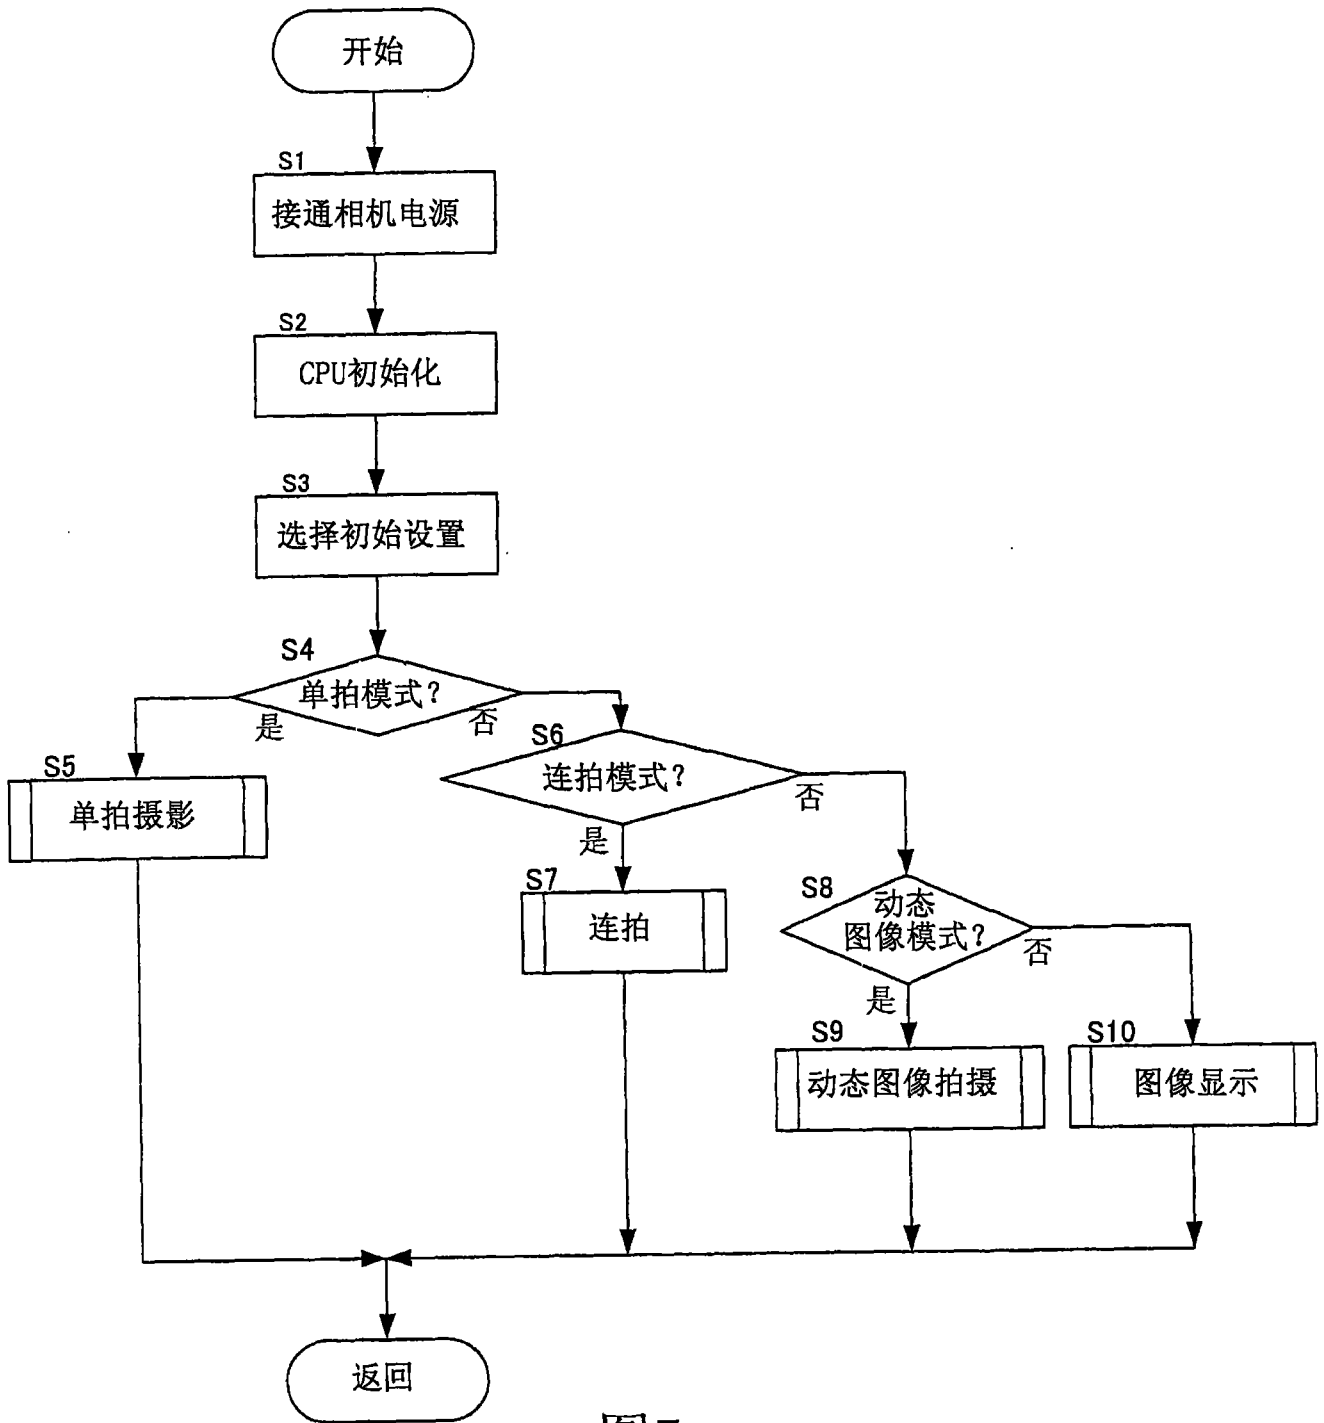 开始
S1
接通相机电源
S2
CPU初始化
S3
选择初始设置
S4
单拍模式？
是
否
S5
单拍摄影
S6
连拍模式？
是
否
S7
连拍
S8
动态
图像模式？
是
否
S9
动态图像拍摄
S10
图像显示
返回